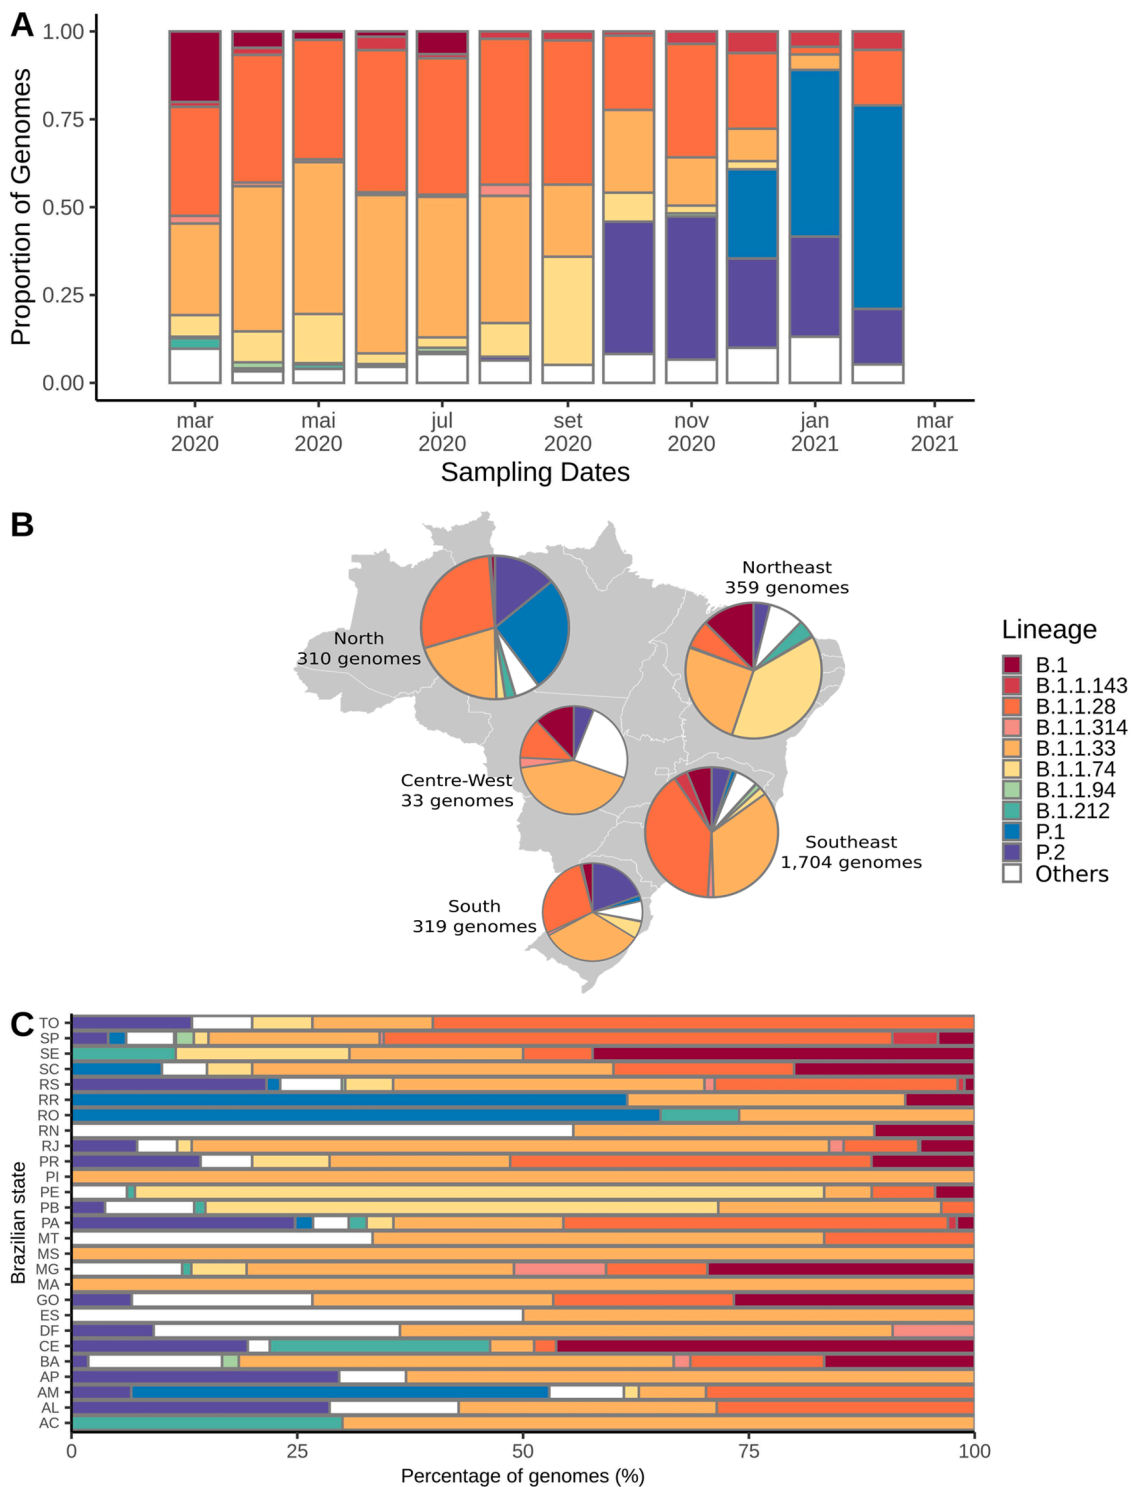 A
Proportion of Genomes
1.00
0.75
0.50
0.25
0.00
mar mai jul set nov jan mar
2020 2020 2020 2020 2020 2021 2021
Sampling Dates
B
Northeast
359 genomes
North
310 genomes
Centre-West
33 genomes
Southeast
1,704 genomes
South
319 genomes
Lineage
B.1
B.1.1.143
B.1.1.28
B.1.1.314
B.1.1.33
B.1.1.74
B.1.1.94
B.1.212
P.1
P.2
Others
C
Brazilian state
TO
SP
SE
SC
RS
RR
RO
RN
RJ
PR
PI
PE
PB
PA
MT
MS
MG
MA
GO
ES
DF
CE
BA
AP
AM
AL
AC
0 25 50 75 100
Percentage of genomes (%)